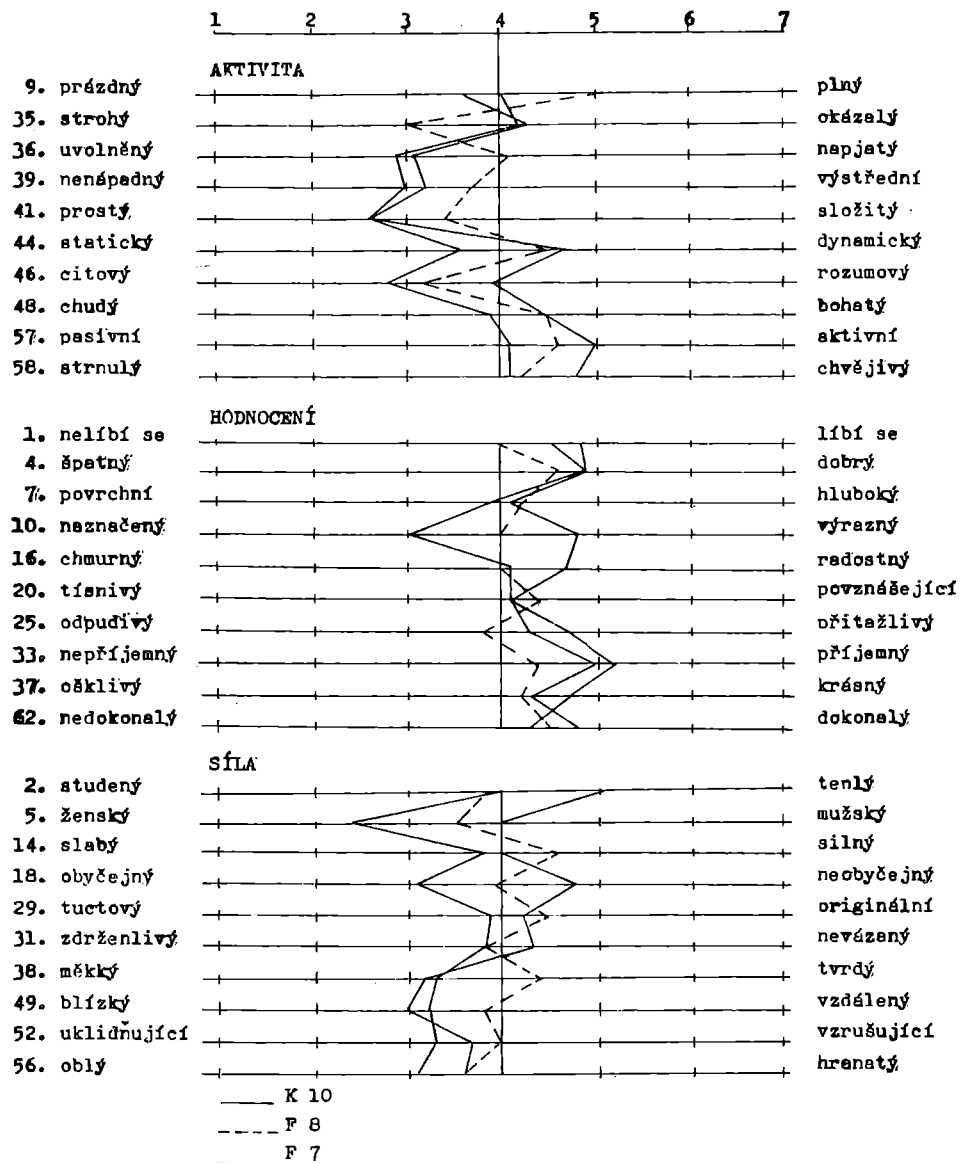 1 2 3 4 5 6 7
AKTIVITA
9. prázdný plný
35. strohý okázalý
36. uvolněný napjatý
39. nenápadný výstřední
41. prostý složitý
44. statický dynamický
46. citový rozumový
48. chudý bohatý
57. pasívní aktivní
58. strnulý chvějivý
HODNOCENÍ
1. nelíbí se líbí se
4. špatný dobrý
7. povrchní hluboký
10. naznačený výrazný
16. chmurný radostný
20. tísnivý povznášející
25. odpudivý přitažlivý
33. nepříjemný příjemný
37. ošklivý krásný
62. nedokonalý dokonalý
SÍLA
2. studený teplý
5. ženský mužský
14. slabý silný
18. obyčejný neobyčejný
29. tuctový originální
31. zdrženlivý nevázaný
38. měkký tvrdý
49. blízký vzdálený
52. uklidňující vzrušující
56. oblý hranatý
K 10
F 8
F 7